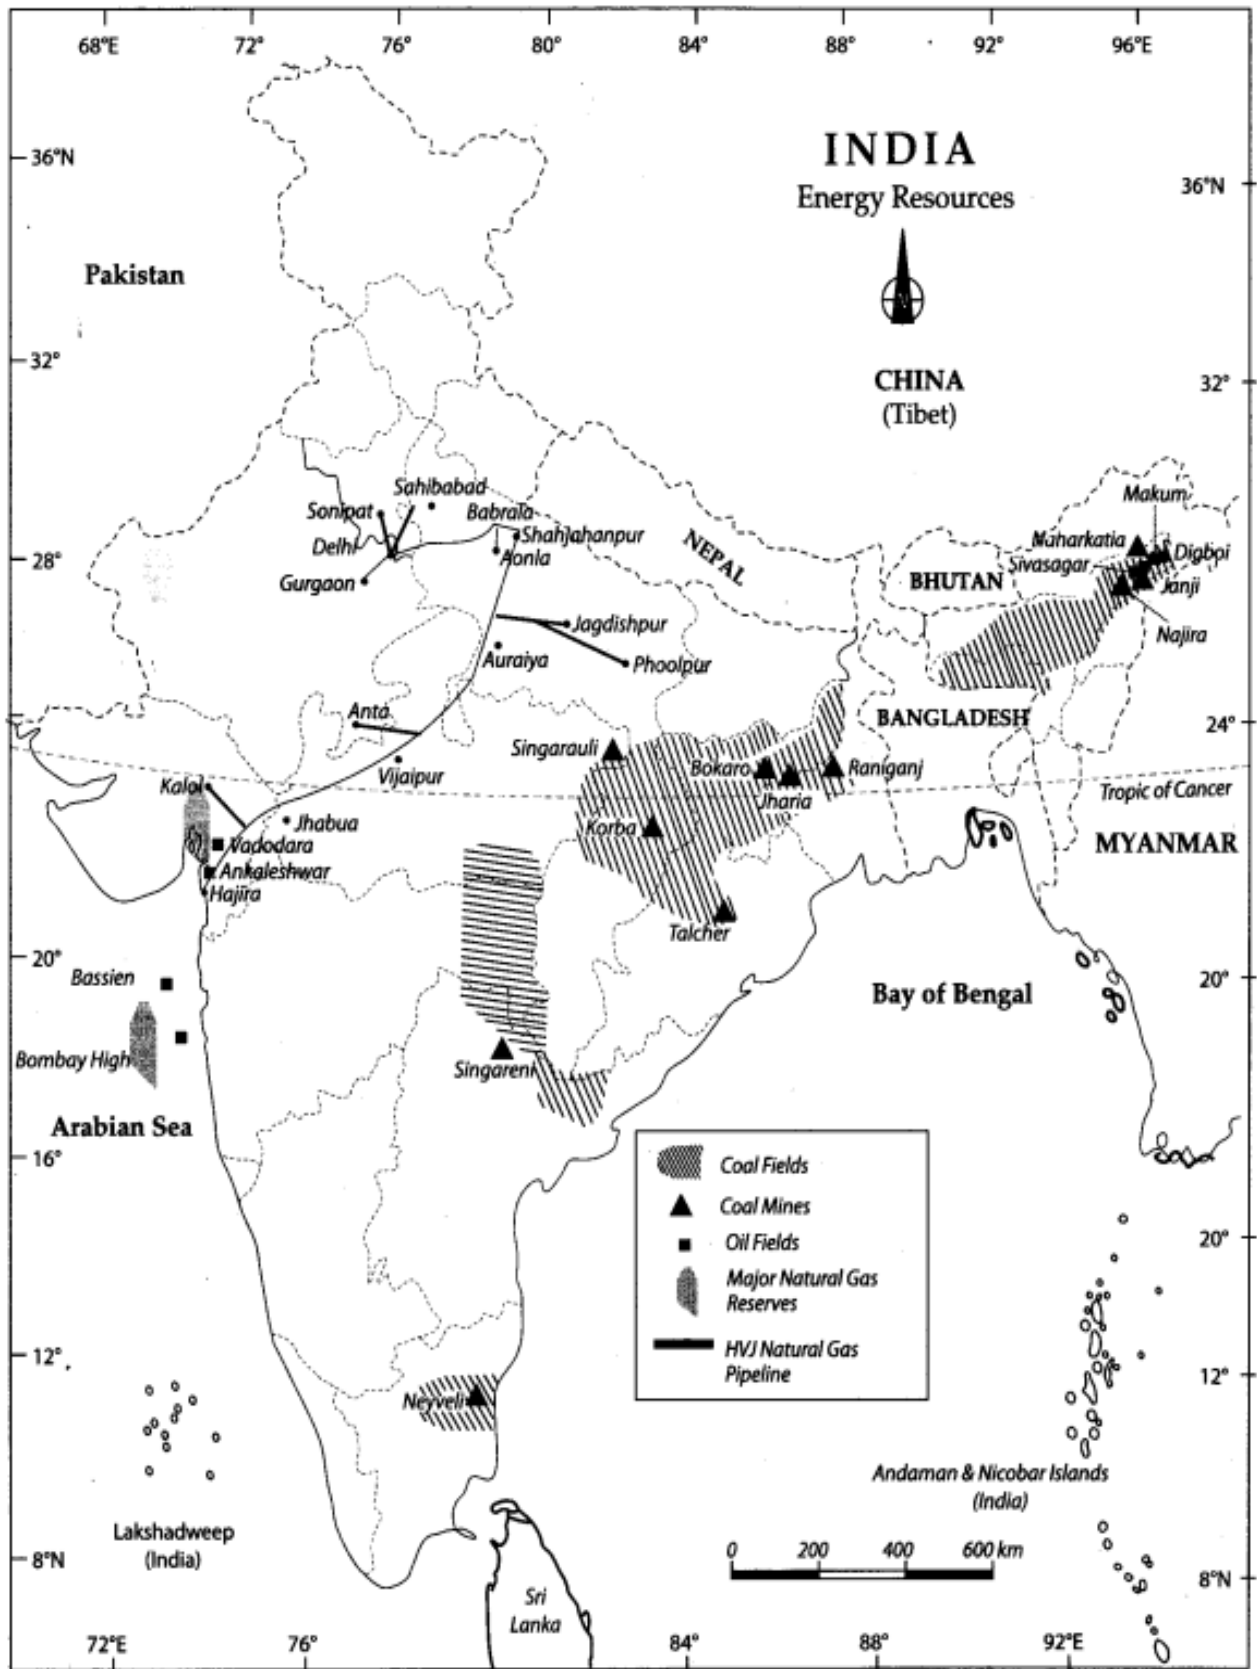 68°E 72° 76° 80° 84° 88° 92° 96°E
INDIA
Energy Resources
36°N
36°N
Pakistan
32°
CHINA
(Tibet)
32°
Sahibabad
Sonipat
Babrala
Delhi
Shahjahanpur
Aonla
Gurgaon
28°
NEPAL
BHUTAN
Makum
Naharkatia
Digboi
Sivasagar
Janji
Najira
28°
Jagdishpur
Auraiya
Phoolpur
Anta
24°
Vijaipur
Singarauli
BANGLADESH
24°
Kalol
Bokaro
Raniganj
Jharia
Tropic of Cancer
Jhabua
Korba
MYANMAR
Vadodara
Ankaleshwar
Hajira
Talcher
20°
Bassien
Bay of Bengal
20°
Bombay High
Singareni
Arabian Sea
16°
Coal Fields
Coal Mines
Oil Fields
Major Natural Gas
Reserves
HVJ Natural Gas
Pipeline
20°
12°
12°
Neyveli
Andaman & Nicobar Islands
(India)
Lakshadweep
(India)
0 200 400 600 km
8°N
8°N
Sri
Lanka
72°E 76° 84° 88° 92°E